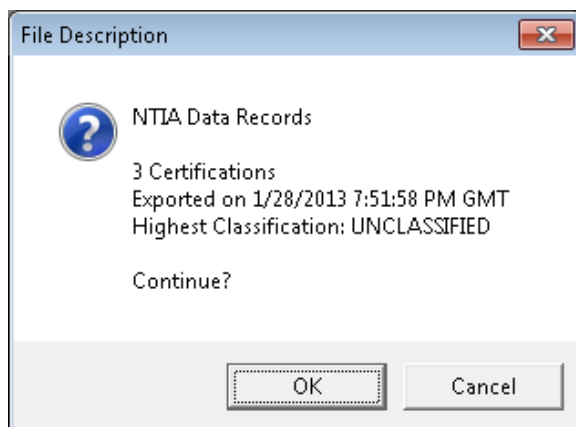 File Description
NTIA Data Records
3 Certifications
Exported on 1/28/2013 7:51:58 PM GMT
Highest Classification: UNCLASSIFIED
Continue?
OK
Cancel